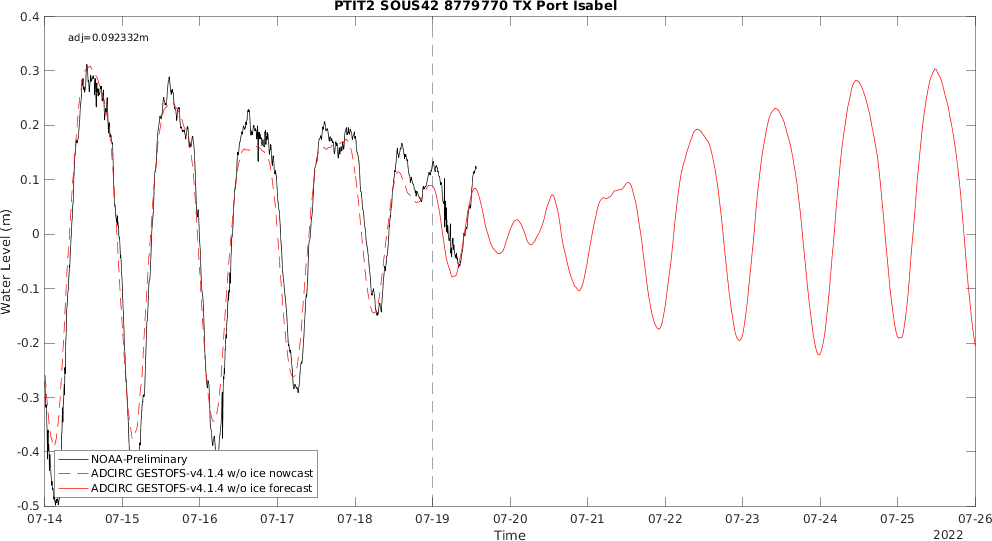 PTIT2 SOUS42 8779770 TX Port Isabel
adj=0.092332m
0.4
0.3
0.2
0.1
0
-0.1
-0.2
-0.3
-0.4
-0.5
Water Level (m)
NOAA-Preliminary
ADCIRC GESTOFS-v4.1.4 w/o ice nowcast
ADCIRC GESTOFS-v4.1.4 w/o ice forecast
07-14 07-15 07-16 07-17 07-18 07-19 07-20 07-21 07-22 07-23 07-24 07-25 07-26
Time
2022